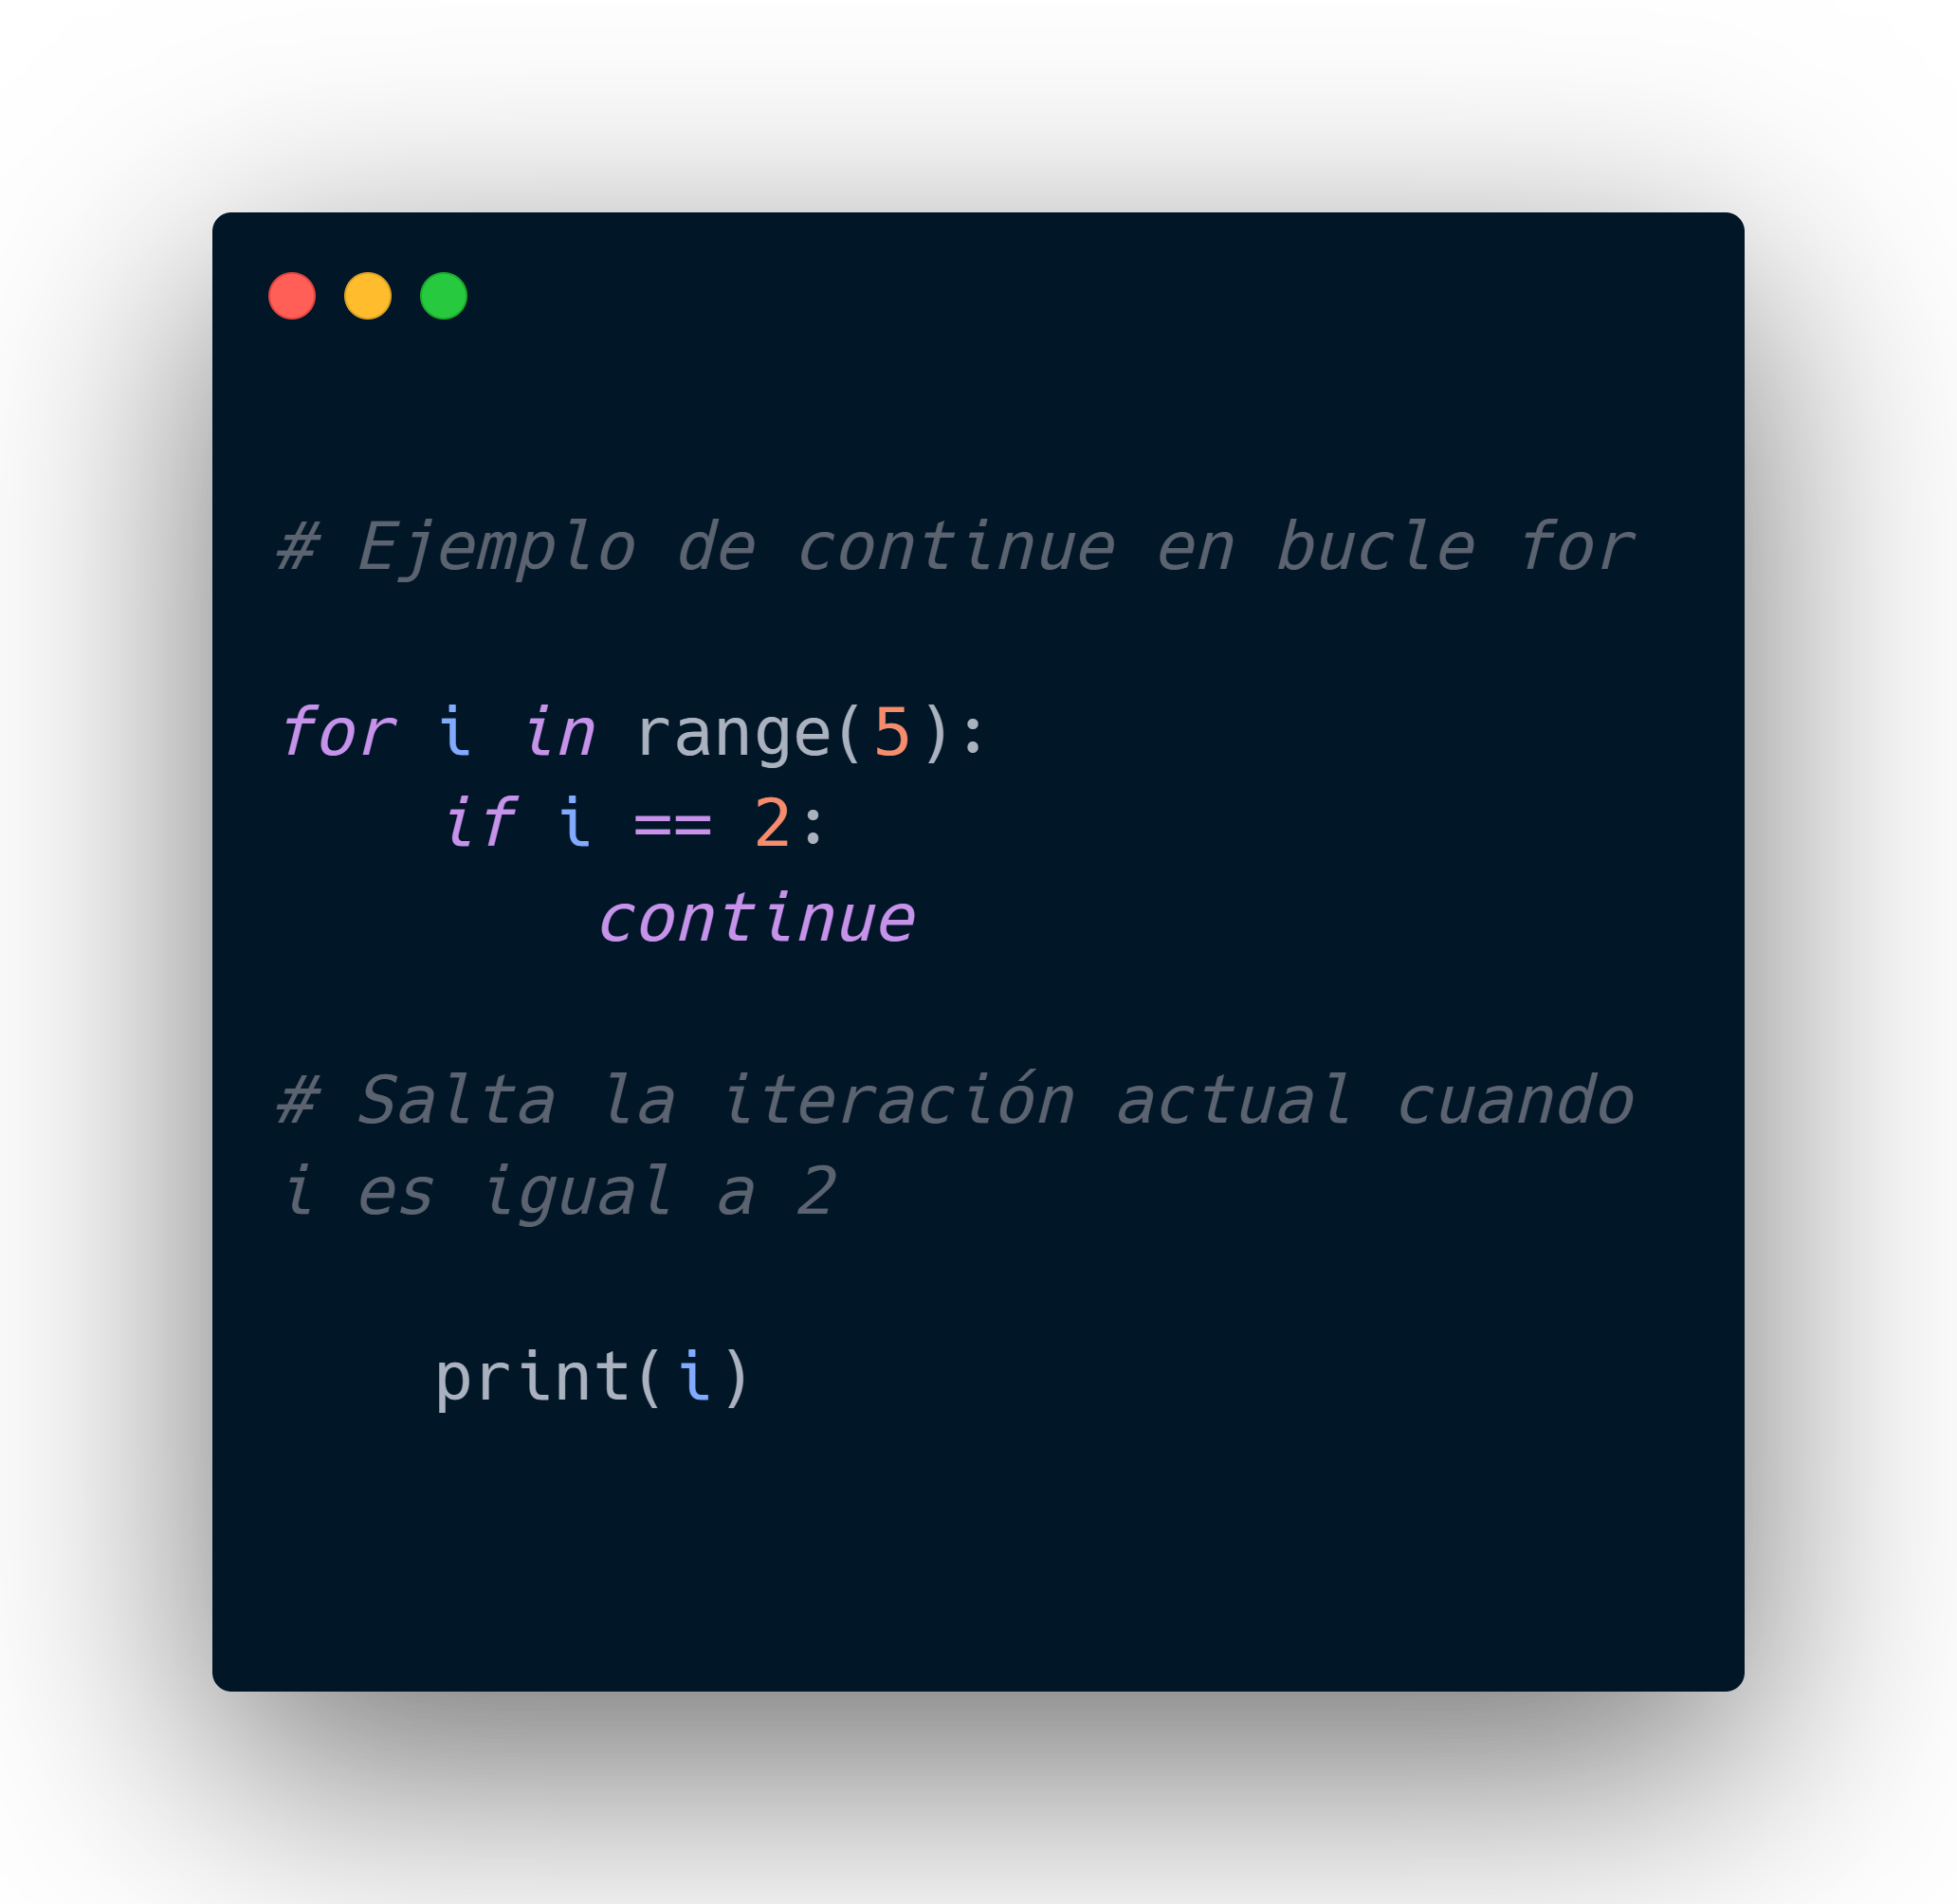 # Ejemplo de continue en bucle for
for i in range(5):
    if i == 2:
        continue
# Salta la iteración actual cuando
i es igual a 2
    print(i)